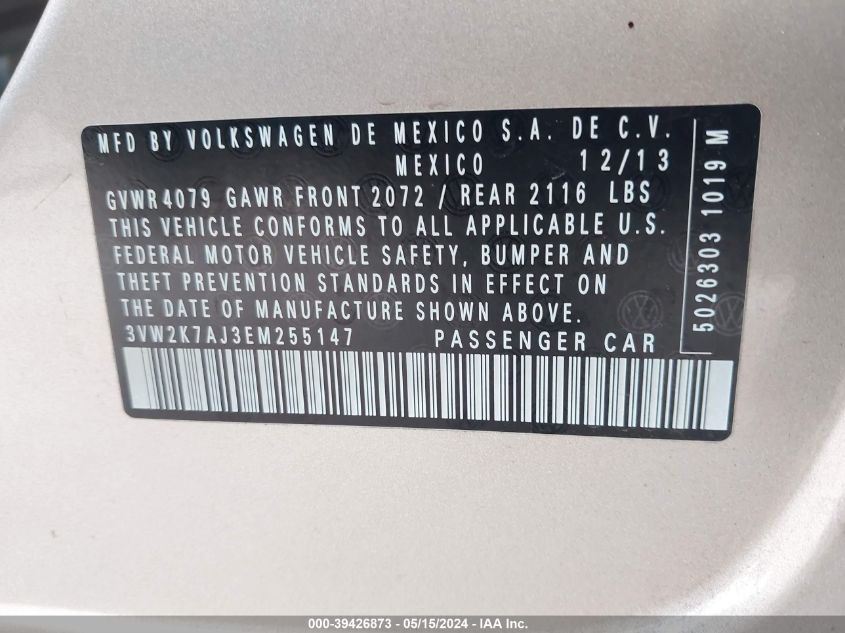 MFD BY VOLKSWAGEN DE MEXICO S.A. DE C.V.
MEXICO 12/13
GVWR4079 GAWR FRONT 2072 / REAR 2116 LBS
THIS VEHICLE CONFORMS TO ALL APPLICABLE U.S.
FEDERAL MOTOR VEHICLE SAFETY, BUMPER AND
THEFT PREVENTION STANDARDS IN EFFECT ON
THE DATE OF MANUFACTURE SHOWN ABOVE.
3VW2K7AJ3EM255147 PASSENGER CAR
5026303 1019 M
000-39426873 - 05/15/2024 - IAA Inc.